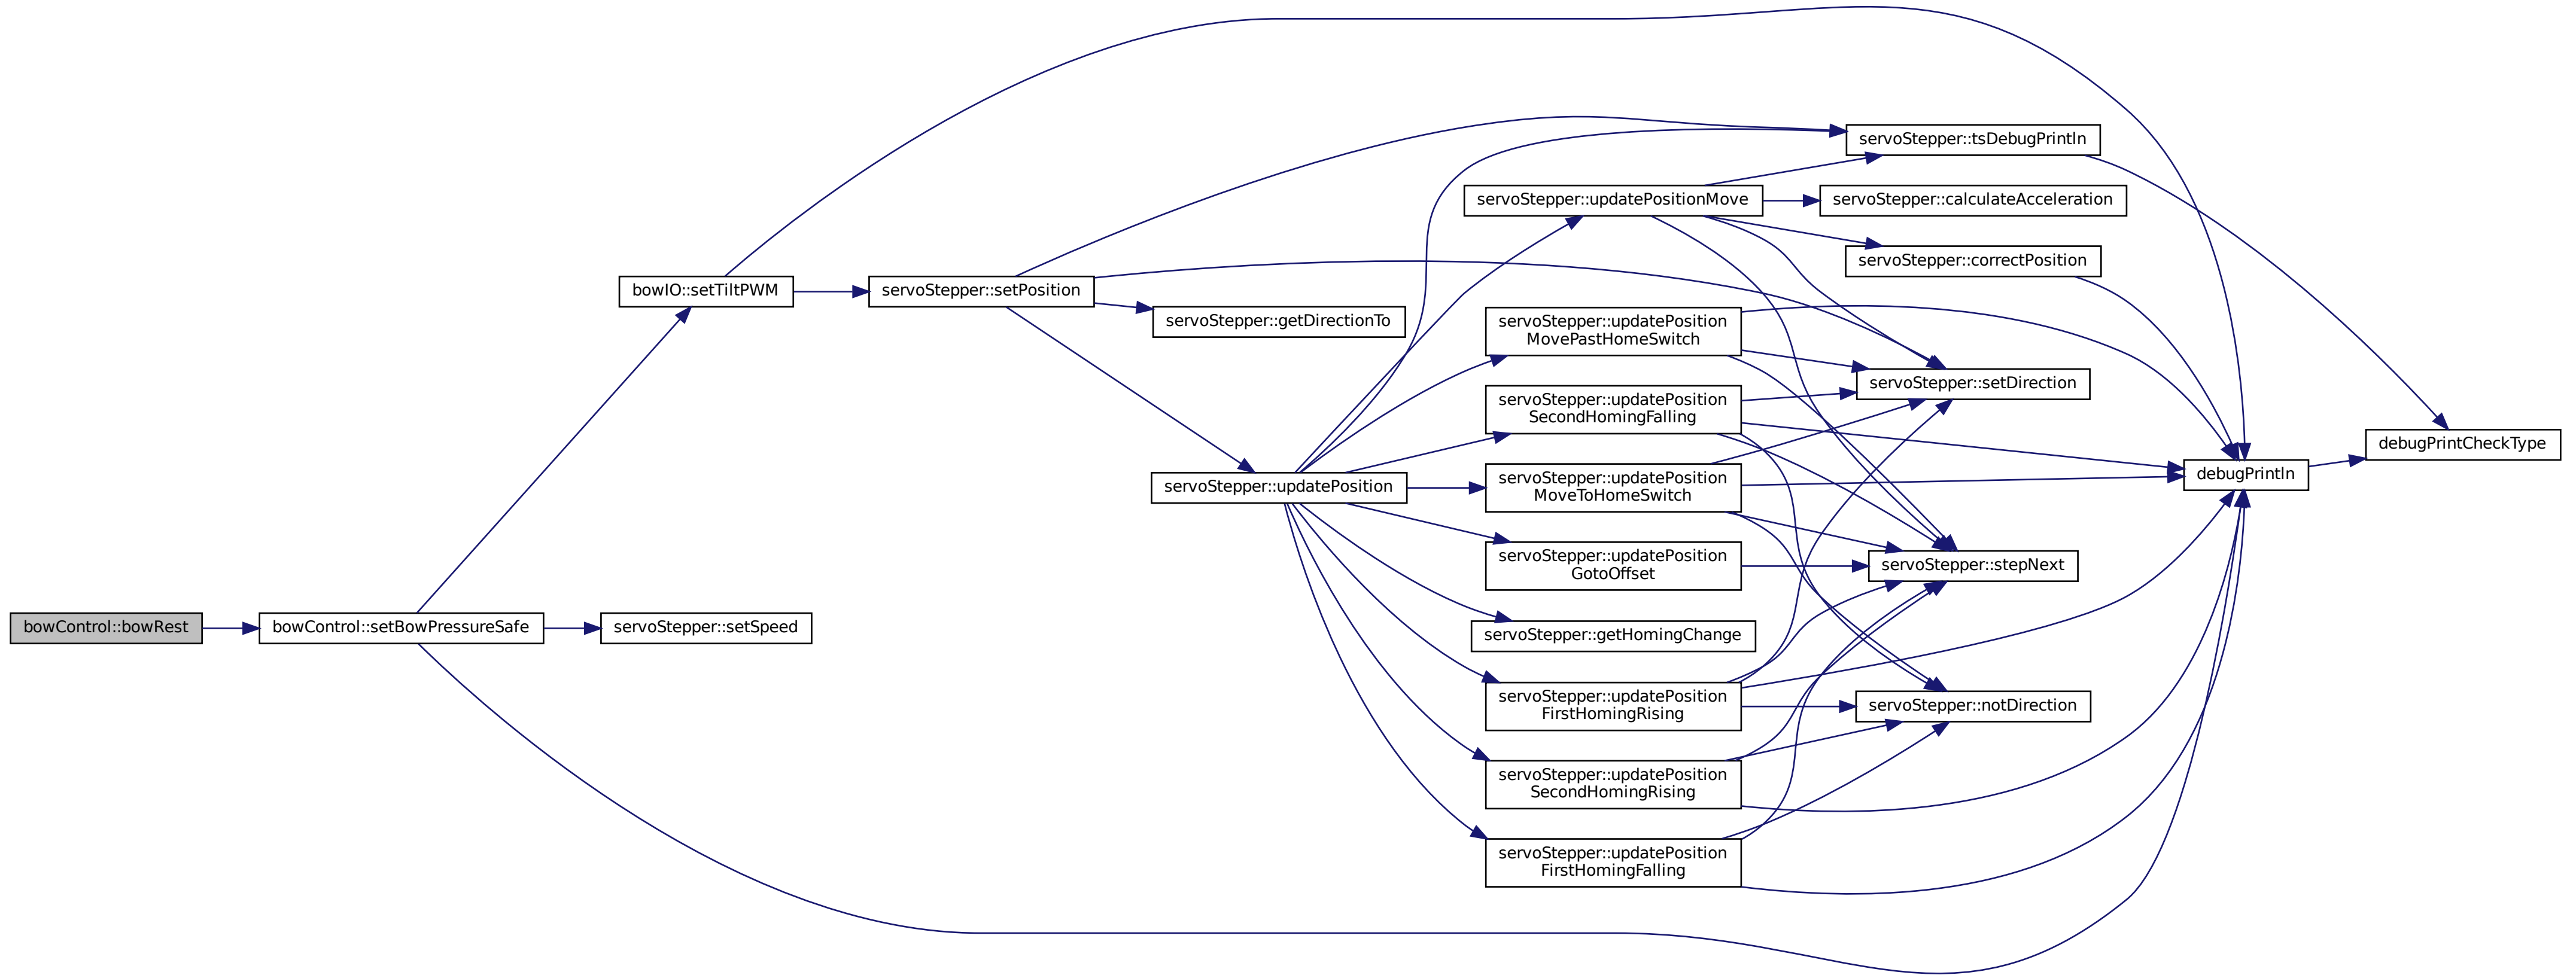 servoStepper::tsDebugPrintln
servoStepper::updatePositionMove
servoStepper::calculateAcceleration
servoStepper::correctPosition
bowIO::setTiltPWM
servoStepper::setPosition
servoStepper::getDirectionTo
servoStepper::updatePosition
MovePastHomeSwitch
servoStepper::setDirection
servoStepper::updatePosition
SecondHomingFalling
debugPrintCheckType
debugPrintln
servoStepper::updatePosition
servoStepper::updatePosition
MoveToHomeSwitch
servoStepper::updatePosition
GotoOffset
servoStepper::stepNext
bowControl::bowRest
bowControl::setBowPressureSafe
servoStepper::setSpeed
servoStepper::getHomingChange
servoStepper::updatePosition
FirstHomingRising
servoStepper::notDirection
servoStepper::updatePosition
SecondHomingRising
servoStepper::updatePosition
FirstHomingFalling